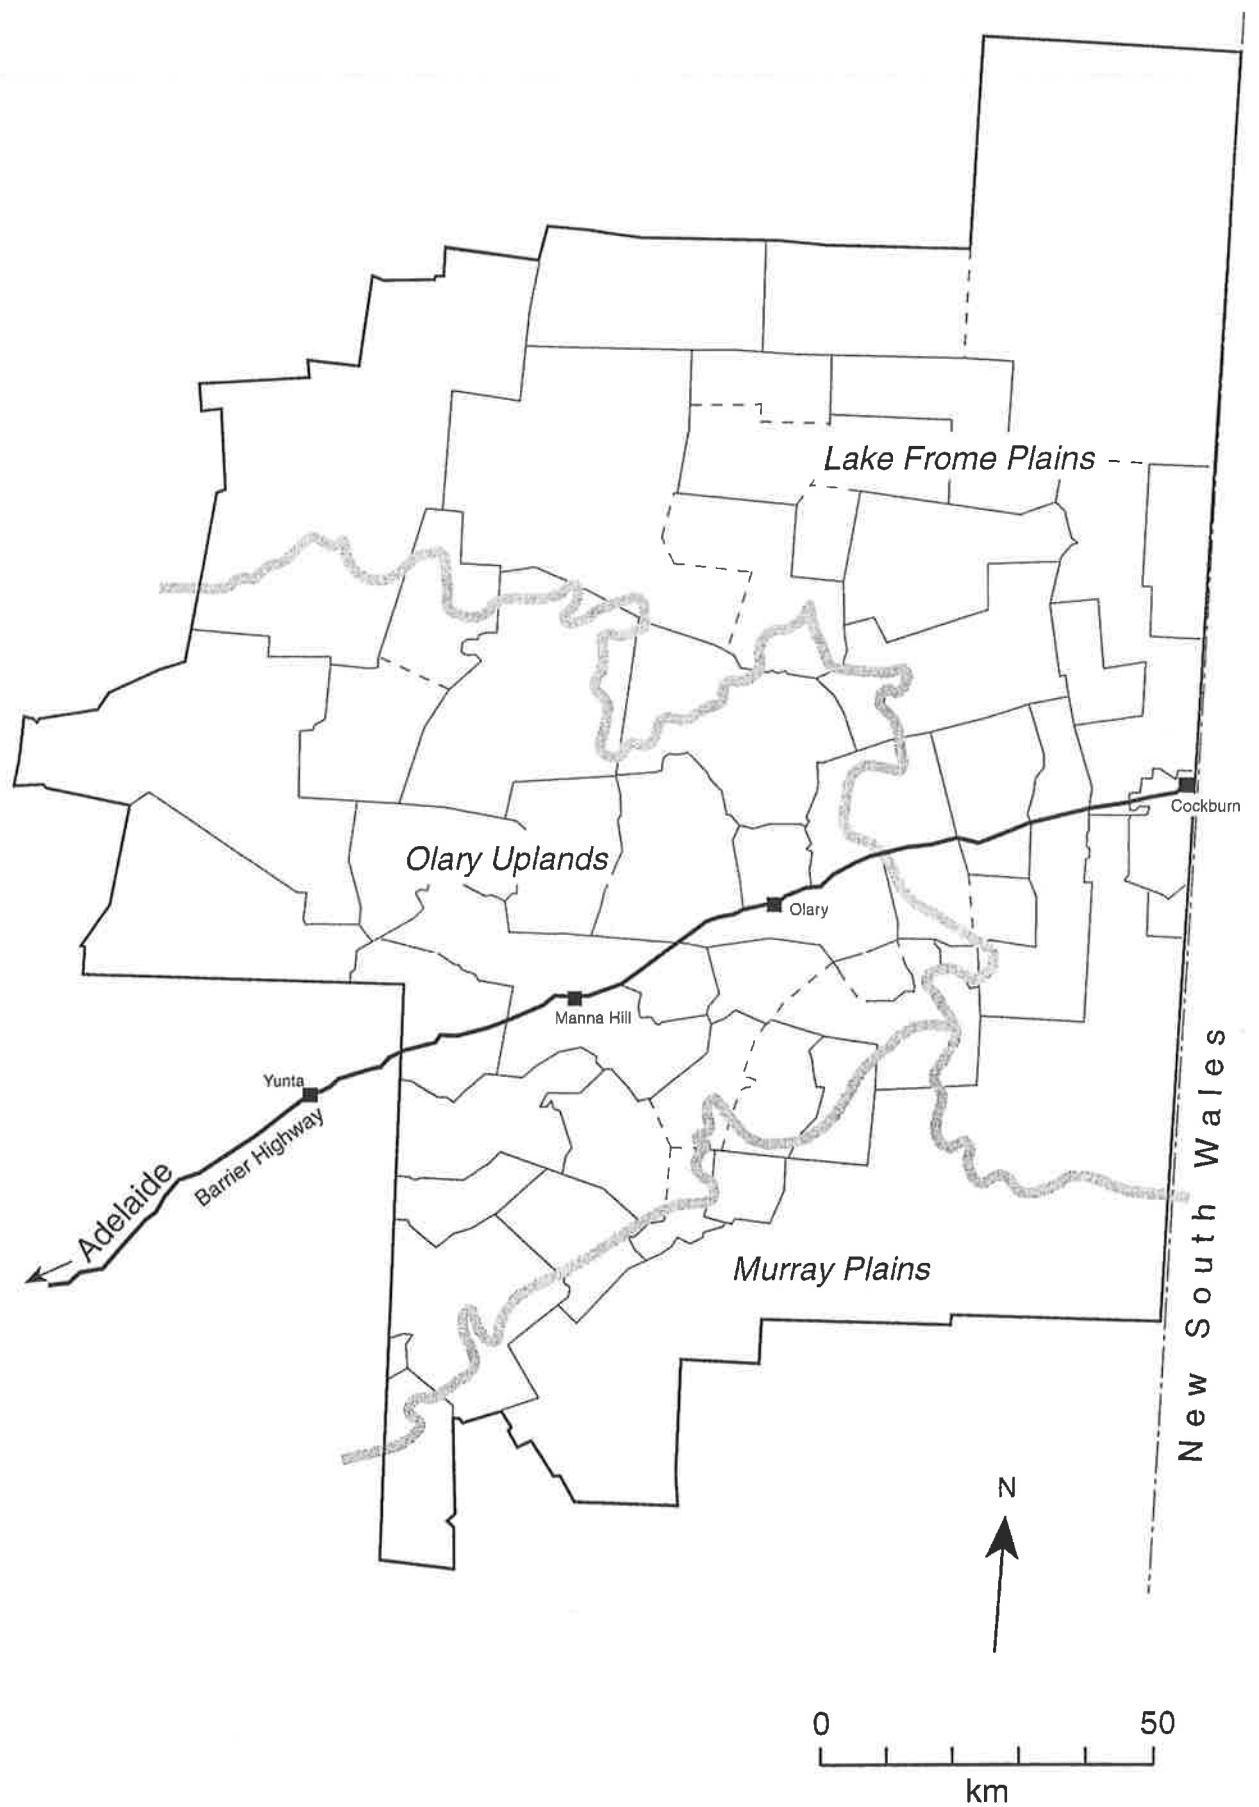 Lake Frome Plains
Cockburn
Olary Uplands
Olary
Manna Hill
Yunta
Barrier Highway
Adelaide
Murray Plains
New South Wales
N
0 50
km